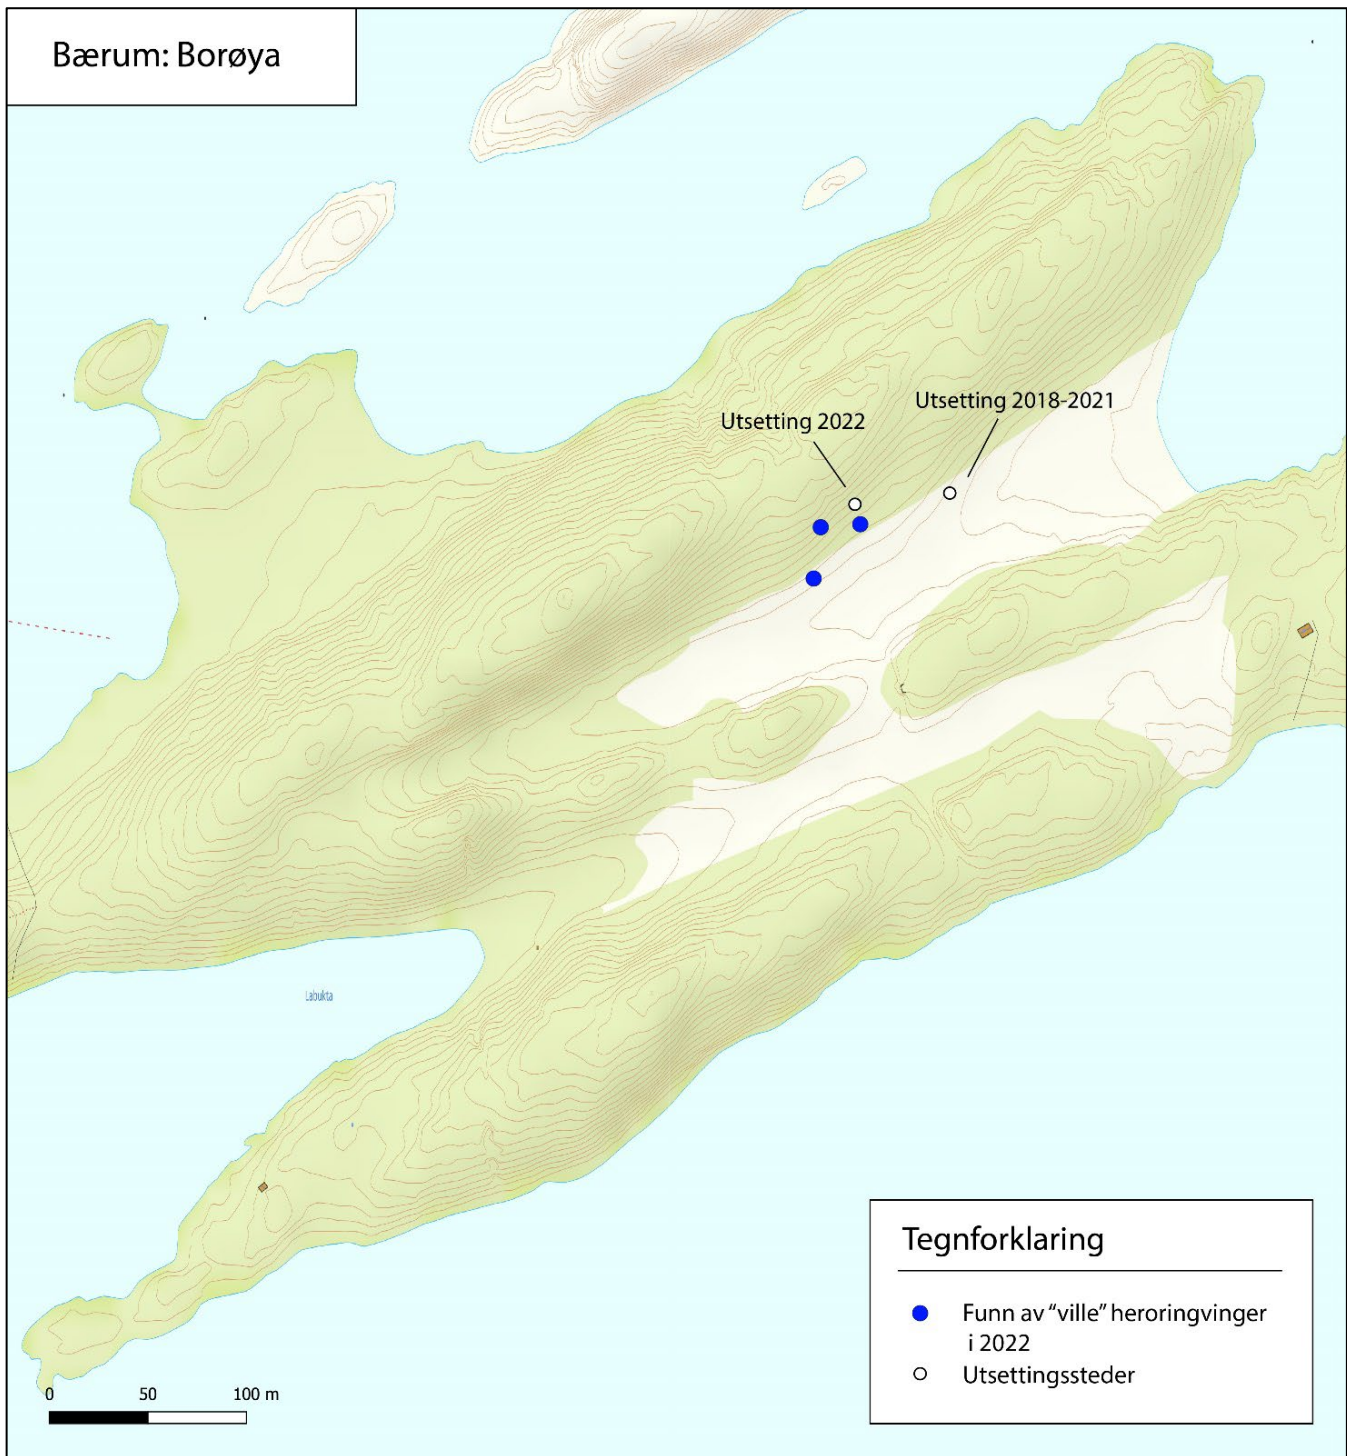 Bærum: Borøya
Utsetting 2018-2021
Utsetting 2022
Labukta
Tegnforklaring
Funn av “ville” heroringvinger
i 2022
Utsettingssteder
0 50 100 m